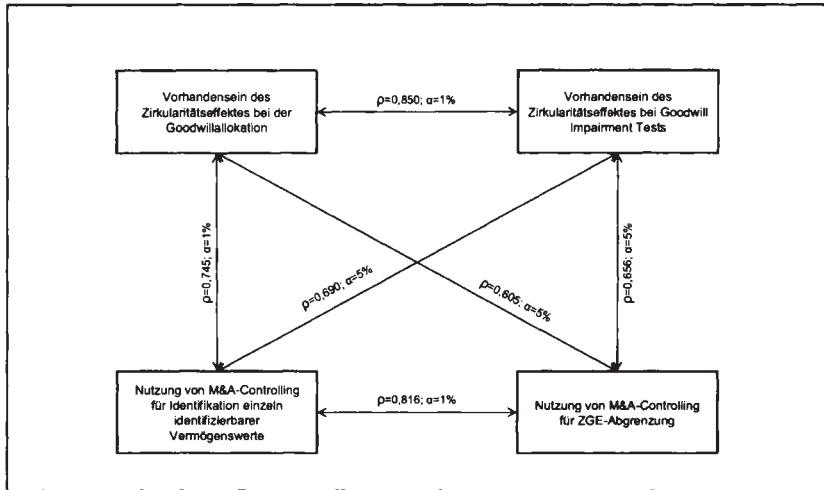 Vorhandensein des
Zirkularitätseffektes bei der
Goodwillallokation
ρ=0,850; α=1%
Vorhandensein des
Zirkularitätseffektes bei Goodwill
Impairment Tests
ρ=0,745; α=1%
ρ=0,690; α=5%
ρ=0,605; α=5%
ρ=0,656; α=5%
Nutzung von M&A-Controlling
für Identifikation einzeln
identifizierbarer
Vermögenswerte
ρ=0,816; α=1%
Nutzung von M&A-Controlling
für ZGE-Abgrenzung